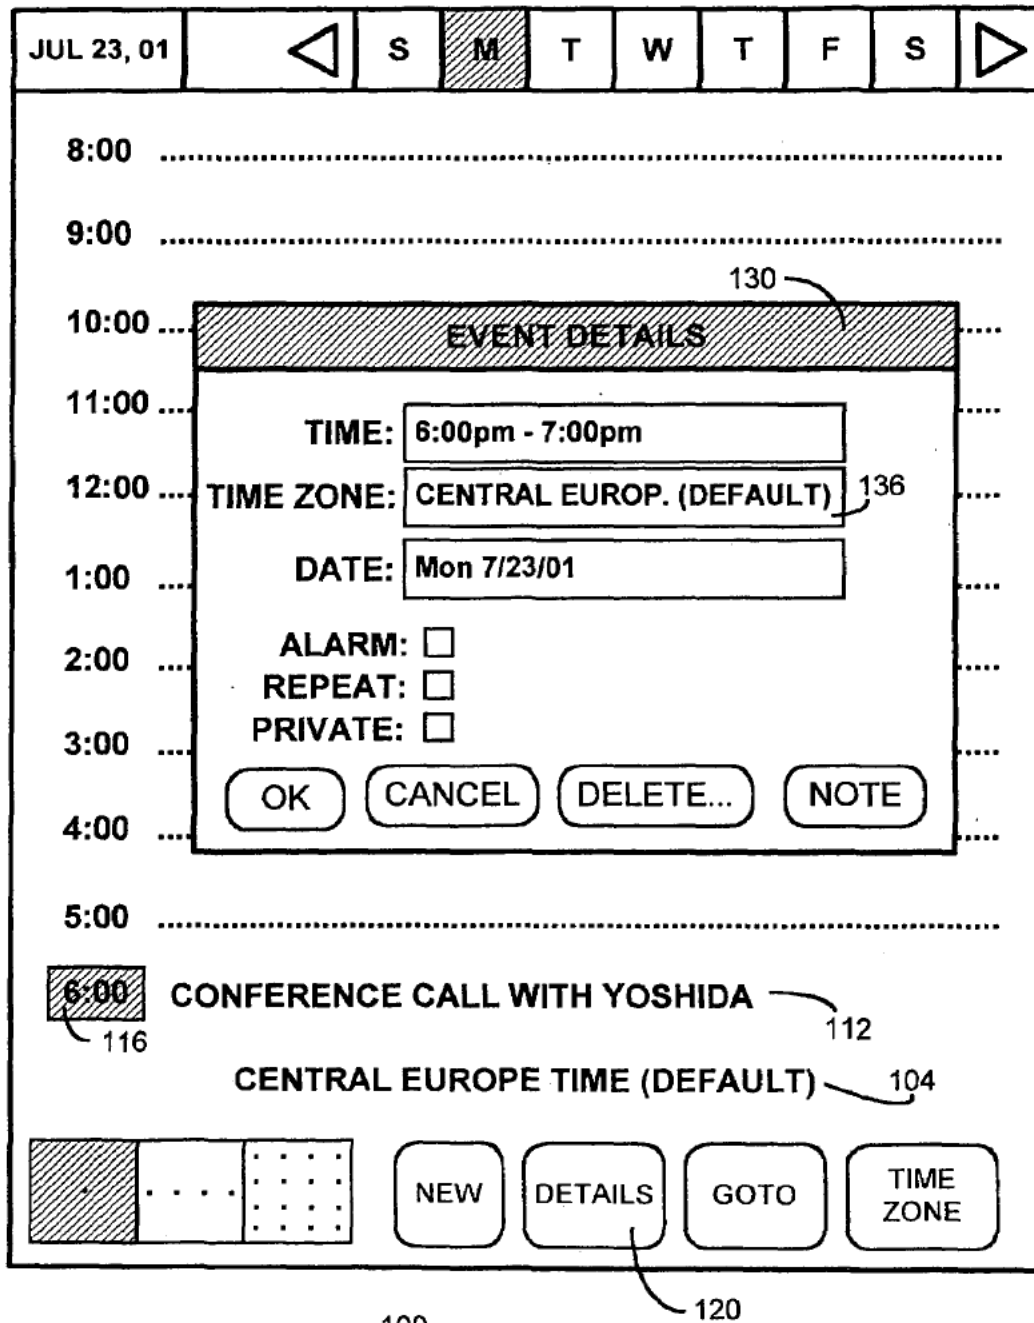 JUL 23, 01 S M T W T F S
8:00
9:00
130
10:00
EVENT DETAILS
11:00
TIME: 6:00pm - 7:00pm
12:00
TIME ZONE: CENTRAL EUROP. (DEFAULT) 136
1:00
DATE: Mon 7/23/01
2:00
ALARM:
REPEAT:
PRIVATE:
3:00
OK CANCEL DELETE... NOTE
4:00
5:00
6:00 CONFERENCE CALL WITH YOSHIDA
116 112
CENTRAL EUROPE TIME (DEFAULT) 104
NEW DETAILS GOTO TIME ZONE
120